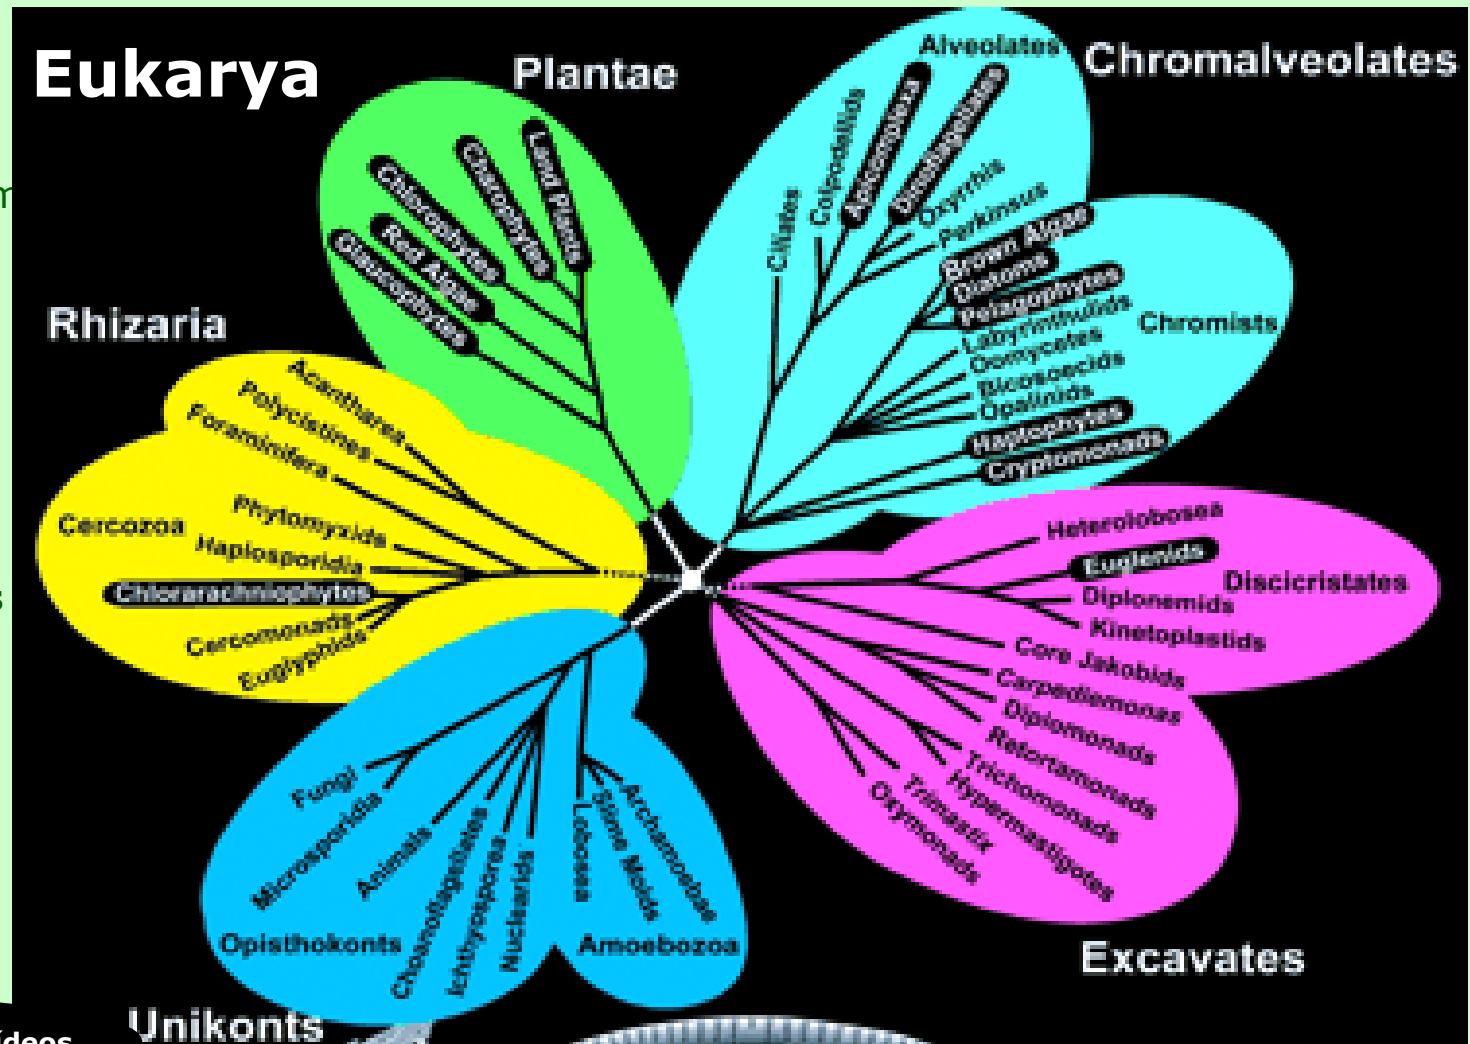 Eukarya
Plantae
Chromalveolates
Alveolates
Land Plants
Charophytes
Chlorophytes
Red Algae
Glaucophytes
Ciliates
Colpodellids
Apicomplexa
Dinoflagellates
Oxyrrhis
Perkinsus
Brown Algae
Diatoms
Pelagophytes
Labyrinthulids
Oomycetes
Bicosoecids
Opalinids
Haptophytes
Cryptomonads
Chromists
Rhizaria
Acantharea
Polycistines
Foraminifera
Phytomyxids
Cercozoa
Haplosporidia
Chlorarachniophytes
Cercomonads
Euglyphids
Heterolobosea
Euglenids
Discicristates
Diplonemids
Kinetoplastids
Core Jakobids
Carpediemonas
Diplomonads
Retortamonads
Trichomonads
Hypermastigotes
Trimastix
Oxymonads
Excavates
Fungi
Microsporidia
Animals
Choanoflagellates
Ichthyosporea
Nucleariids
Lobosea
Slime Molds
Archamoebae
Opisthokonts
Amoebozoa
Unikonts
ídeos